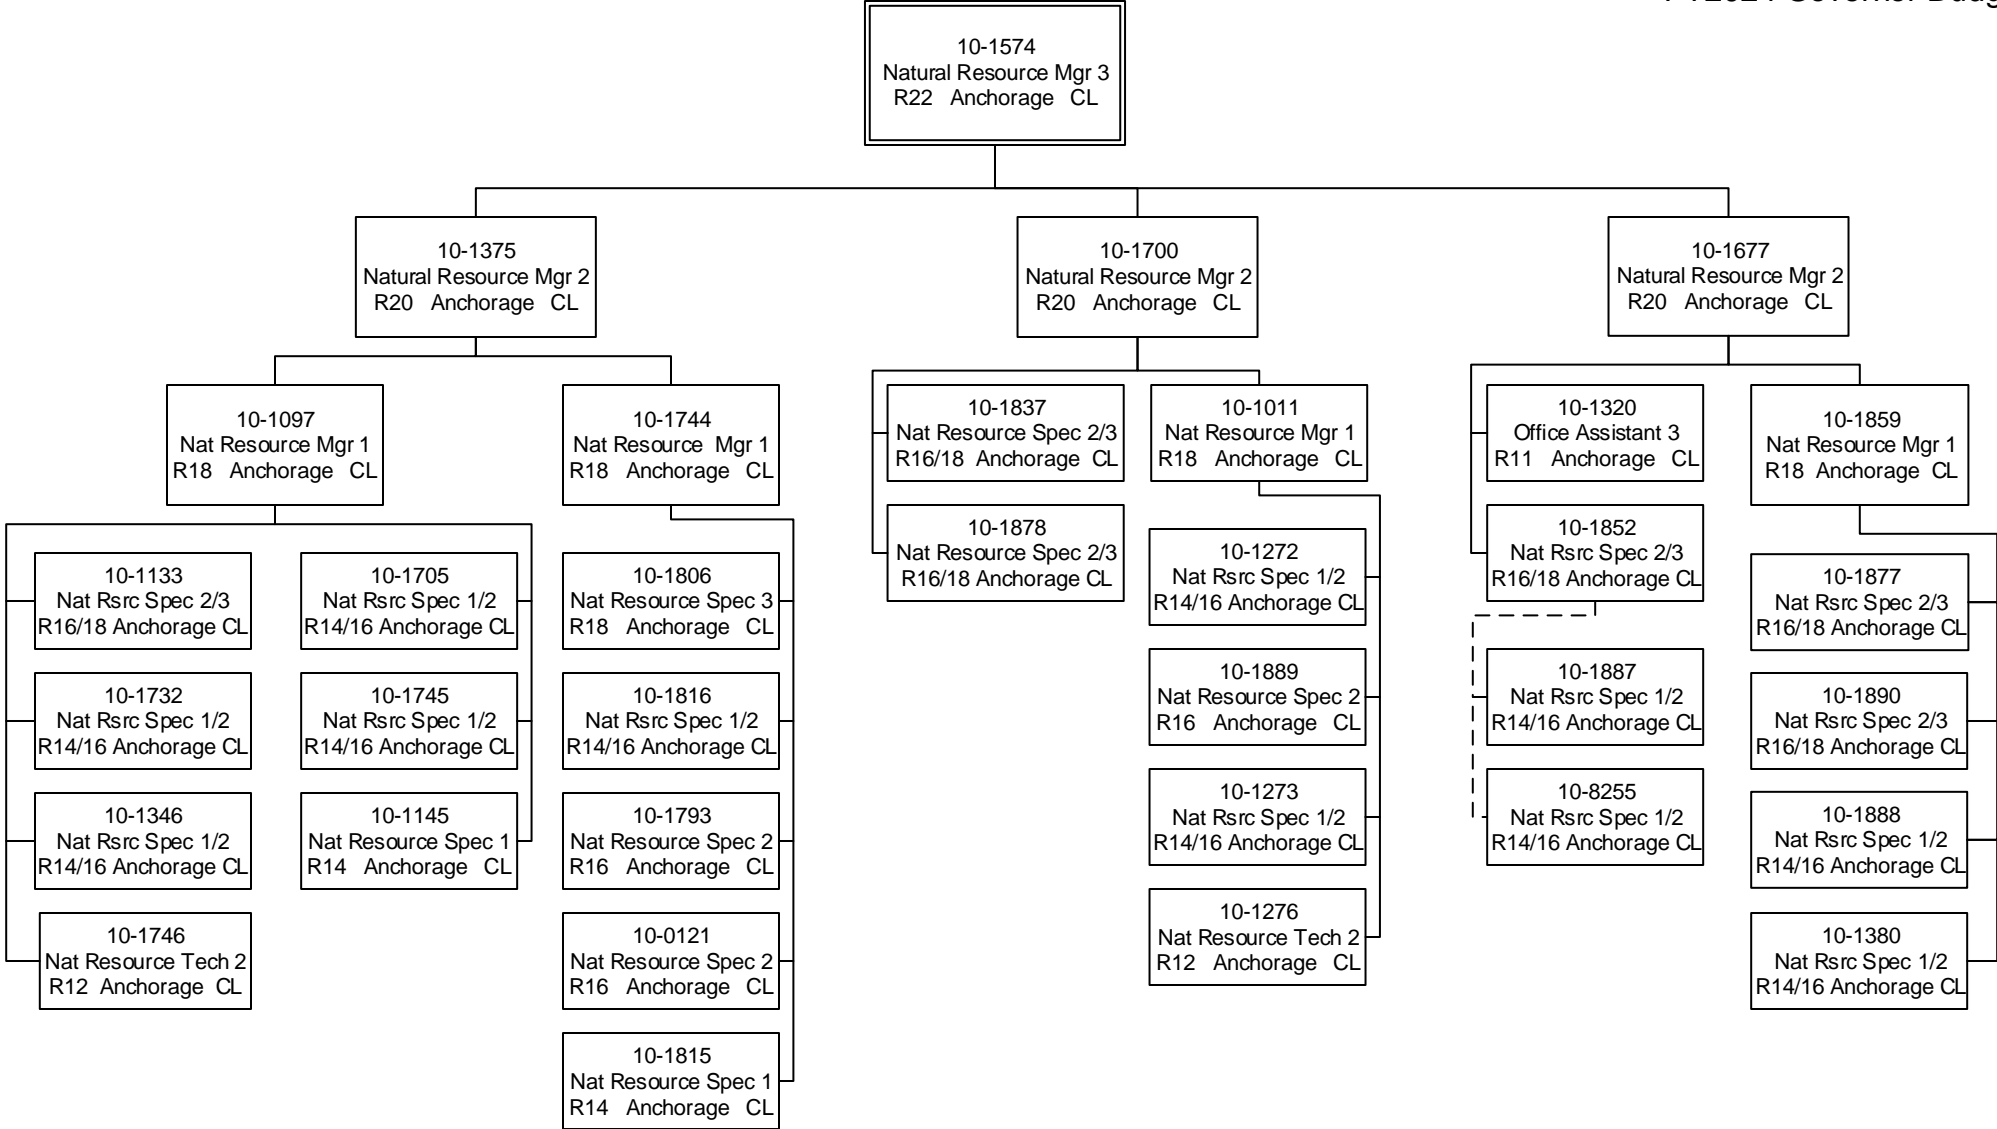 10-1574
Natural Resource Mgr 3
R22 Anchorage CL
10-1375
Natural Resource Mgr 2
R20 Anchorage CL
10-1700
Natural Resource Mgr 2
R20 Anchorage CL
10-1677
Natural Resource Mgr 2
R20 Anchorage CL
10-1097
Nat Resource Mgr 1
R18 Anchorage CL
10-1744
Nat Resource Mgr 1
R18 Anchorage CL
10-1837
Nat Resource Spec 2/3
R16/18 Anchorage CL
10-1011
Nat Resource Mgr 1
R18 Anchorage CL
10-1320
Office Assistant 3
R11 Anchorage CL
10-1859
Nat Resource Mgr 1
R18 Anchorage CL
10-1878
Nat Resource Spec 2/3
R16/18 Anchorage CL
10-1852
Nat Rsrc Spec 2/3
R16/18 Anchorage CL
10-1133
Nat Rsrc Spec 2/3
R16/18 Anchorage CL
10-1705
Nat Rsrc Spec 1/2
R14/16 Anchorage CL
10-1806
Nat Resource Spec 3
R18 Anchorage CL
10-1272
Nat Rsrc Spec 1/2
R14/16 Anchorage CL
10-1877
Nat Rsrc Spec 2/3
R16/18 Anchorage CL
10-1732
Nat Rsrc Spec 1/2
R14/16 Anchorage CL
10-1745
Nat Rsrc Spec 1/2
R14/16 Anchorage CL
10-1816
Nat Rsrc Spec 1/2
R14/16 Anchorage CL
10-1889
Nat Resource Spec 2
R16 Anchorage CL
10-1887
Nat Rsrc Spec 1/2
R14/16 Anchorage CL
10-1890
Nat Rsrc Spec 2/3
R16/18 Anchorage CL
10-1346
Nat Rsrc Spec 1/2
R14/16 Anchorage CL
10-1145
Nat Resource Spec 1
R14 Anchorage CL
10-1793
Nat Resource Spec 2
R16 Anchorage CL
10-1273
Nat Rsrc Spec 1/2
R14/16 Anchorage CL
10-8255
Nat Rsrc Spec 1/2
R14/16 Anchorage CL
10-1888
Nat Rsrc Spec 1/2
R14/16 Anchorage CL
10-1746
Nat Resource Tech 2
R12 Anchorage CL
10-0121
Nat Resource Spec 2
R16 Anchorage CL
10-1276
Nat Resource Tech 2
R12 Anchorage CL
10-1380
Nat Rsrc Spec 1/2
R14/16 Anchorage CL
10-1815
Nat Resource Spec 1
R14 Anchorage CL